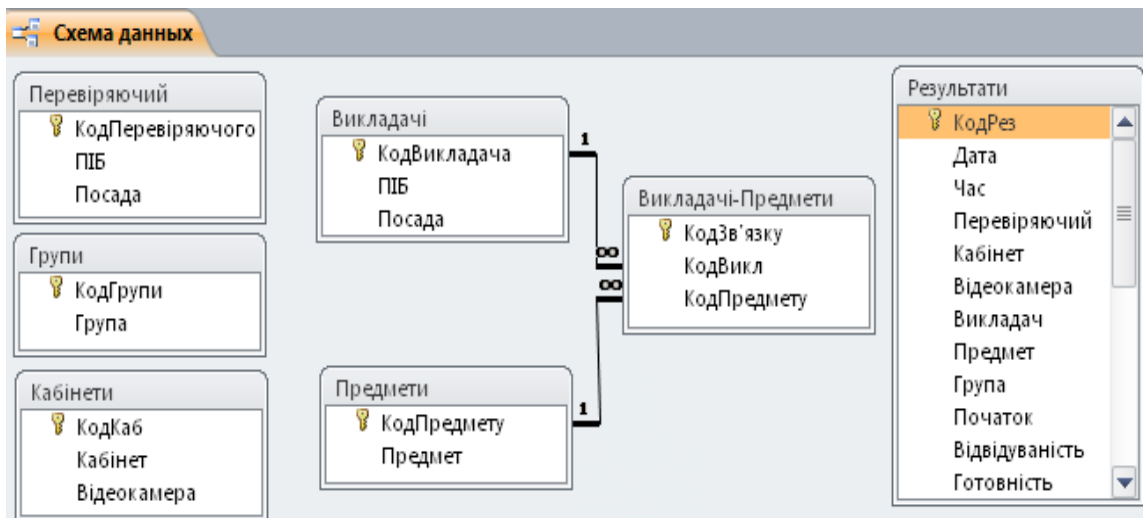 Схема данных
Перевіряючий
КодПеревіряючого
ПІБ
Посада
Групи
КодГрупи
Група
Кабінети
КодКаб
Кабінет
Відеокамера
Викладачі
КодВикладача
ПІБ
Посада
1
Предмети
КодПредмету
Предмет
1
∞
∞
Викладачі-Предмети
КодЗв'язку
КодВикл
КодПредмету
Результати
КодРез
Дата
Час
Перевіряючий
Кабінет
Відеокамера
Викладач
Предмет
Група
Початок
Відвідуваність
Готовність